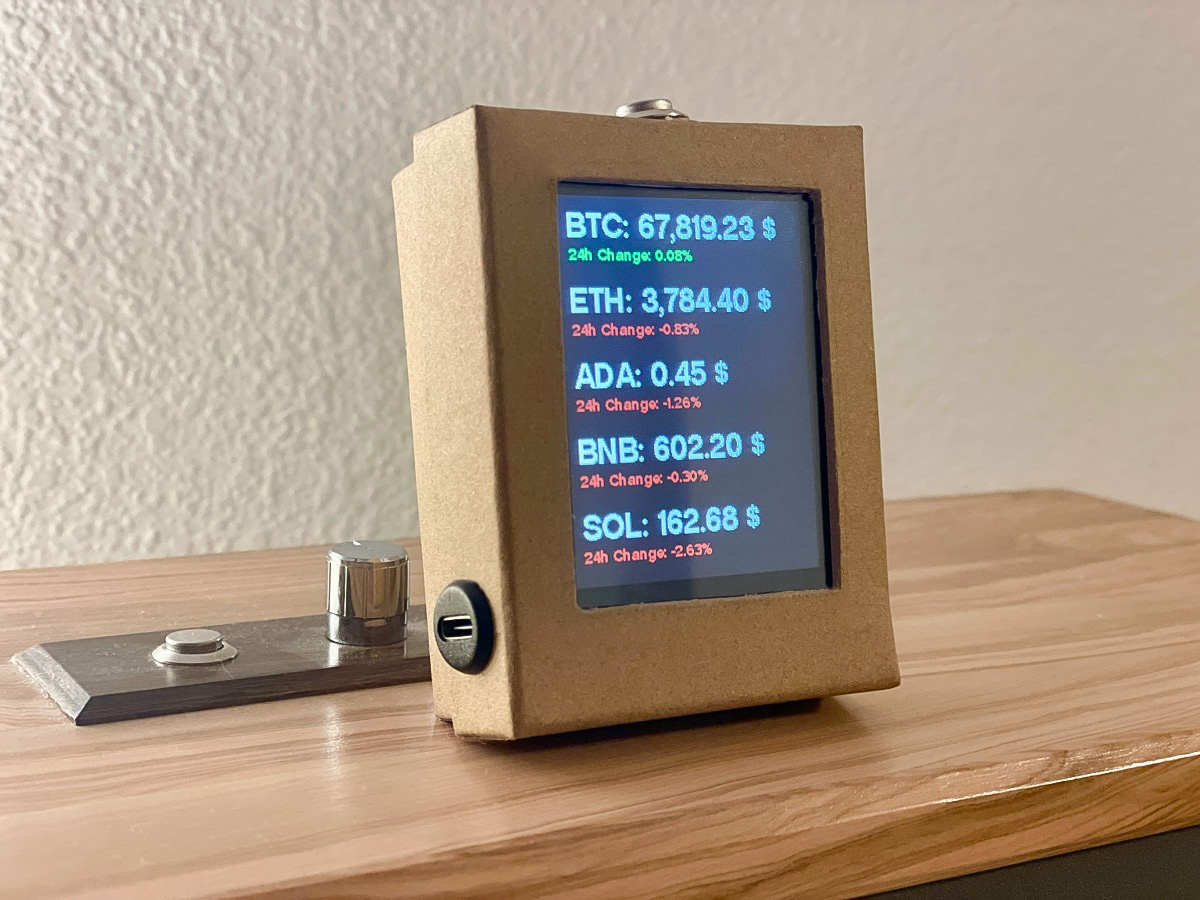 BTC: 67,819.23 $
24h Change: 0.08%
ETH: 3,784.40 $
24h Change: -0.83%
ADA: 0.45 $
24h Change: -1.26%
BNB: 602.20 $
24h Change: -0.30%
SOL: 162.68 $
24h Change: -2.63%